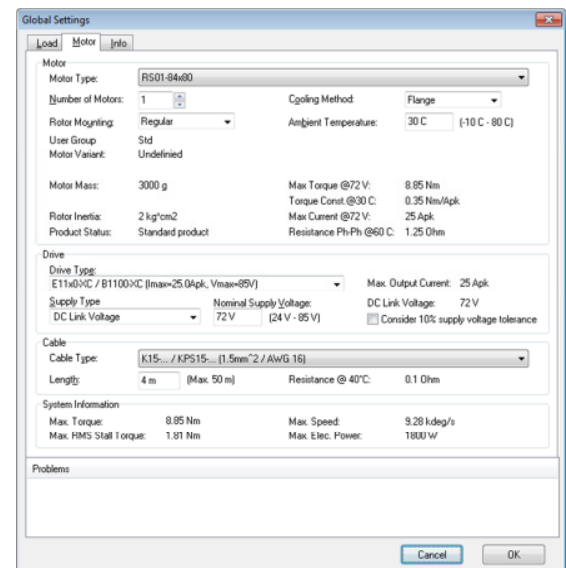 Global Settings
Load Motor Info
Motor
Motor Type: RS01-84x80
Number of Motors: 1 Cooling Method: Flange
Rotor Mounting: Regular Ambient Temperature: 30 C (-10 C - 80 C)
User Group Std
Motor Variant: Undefinied
Motor Mass: 3000 g Max Torque @72 V: 8.85 Nm
Torque Const.@30 C: 0.35 Nm/Apk
Rotor Inertia: 2 kg*cm2 Max Current @72 V: 25 Apk
Product Status: Standard product Resistance Ph-Ph @60 C: 1.25 Ohm
Drive
Drive Type:
E11x0-XC / B1100-XC (Imax=25.0Apk, Vmax=85V) Max. Output Current: 25 Apk
Supply Type Nominal Supply Voltage: DC Link Voltage: 72 V
DC Link Voltage 72 V (24 V - 85 V) Consider 10% supply voltage tolerance
Cable
Cable Type: K15-... / KPS15-... (1.5mm^2 / AWG 16)
Length: 4 m (Max. 50 m) Resistance @ 40°C: 0.1 Ohm
System Information
Max. Torque: 8.85 Nm Max. Speed: 9.28 kdeg/s
Max. RMS Stall Torque: 1.81 Nm Max. Elec. Power: 1800 W
Problems
Cancel OK